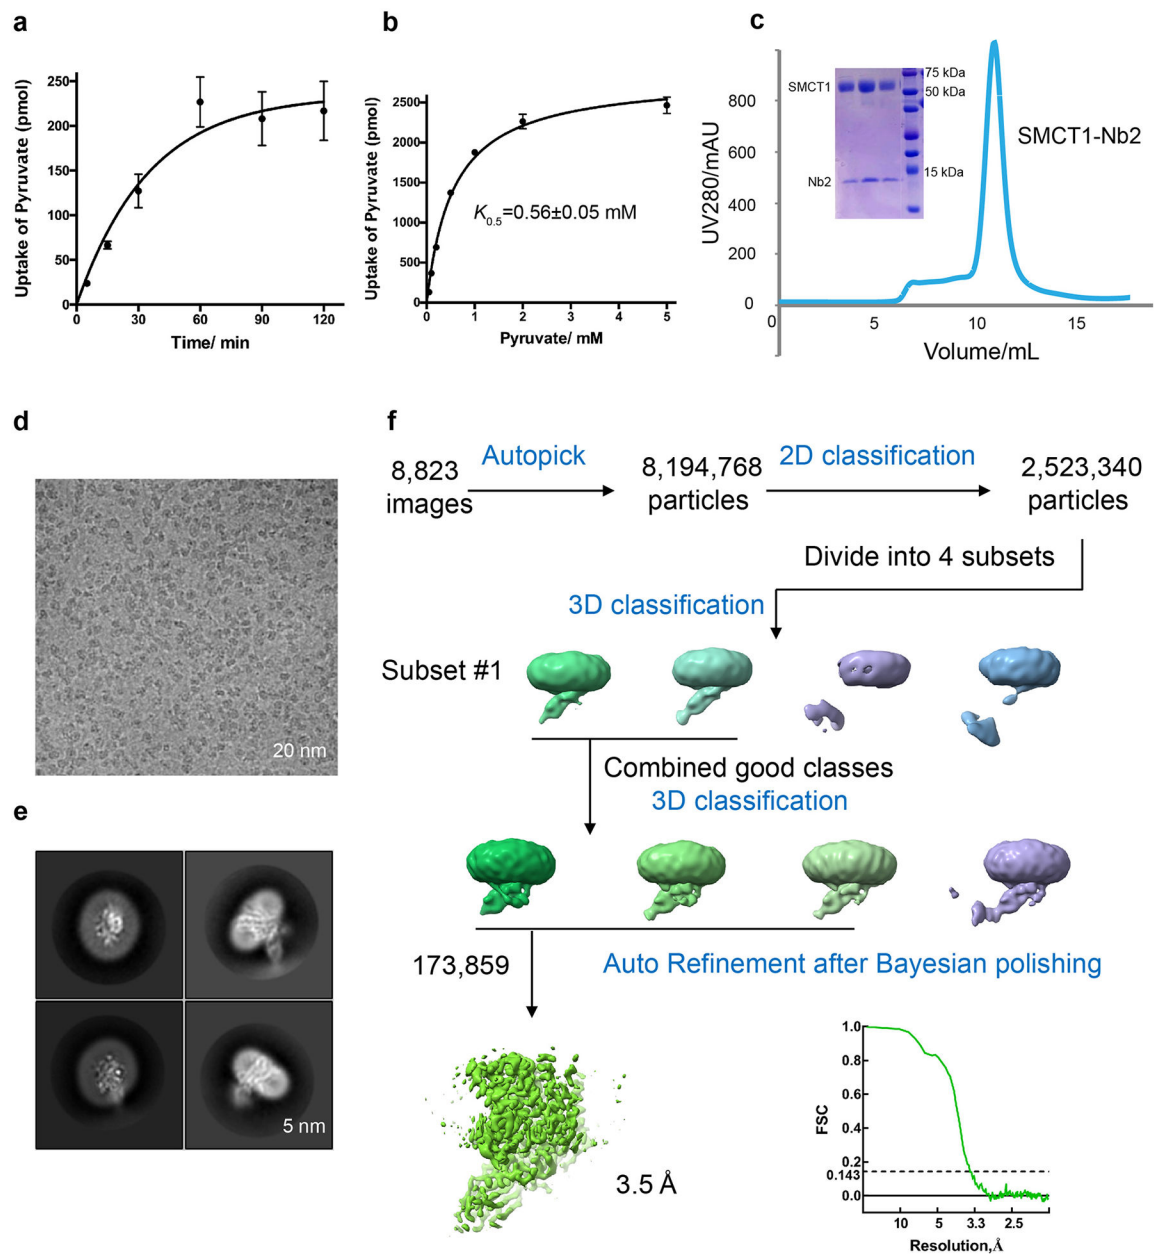 a
Uptake of Pyruvate (pmol)
250
200
150
100
50
0
0 30 60 90 120
Time/ min
b
Uptake of Pyruvate (pmol)
2500
2000
1500
1000
500
0
0 1 2 3 4 5
K0.5=0.56±0.05 mM
Pyruvate/ mM
c
UV280/mAU
800
600
400
200
0
0 5 10 15
Volume/mL
SMCT1
Nb2
75 kDa
50 kDa
15 kDa
SMCT1-Nb2
d
20 nm
e
5 nm
f
8,823
images
Autopick
8,194,768
particles
2D classification
2,523,340
particles
Divide into 4 subsets
3D classification
Subset #1
Combined good classes
3D classification
173,859
Auto Refinement after Bayesian polishing
3.5 Å
FSC
1.0
0.8
0.6
0.4
0.2
0.143
0.0
10 5 3.3 2.5
Resolution,Å